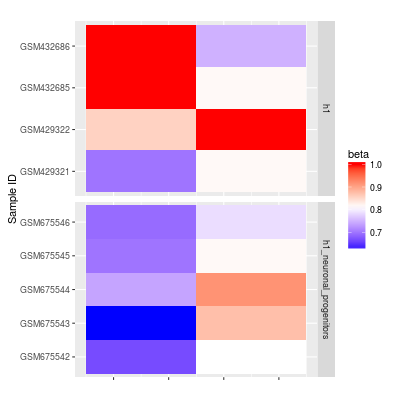 GSM432686
GSM432685
GSM429322
GSM429321
h1
GSM675546
GSM675545
GSM675544
GSM675543
GSM675542
h1_neuronal_progenitors
Sample ID
beta
1.0
0.9
0.8
0.7